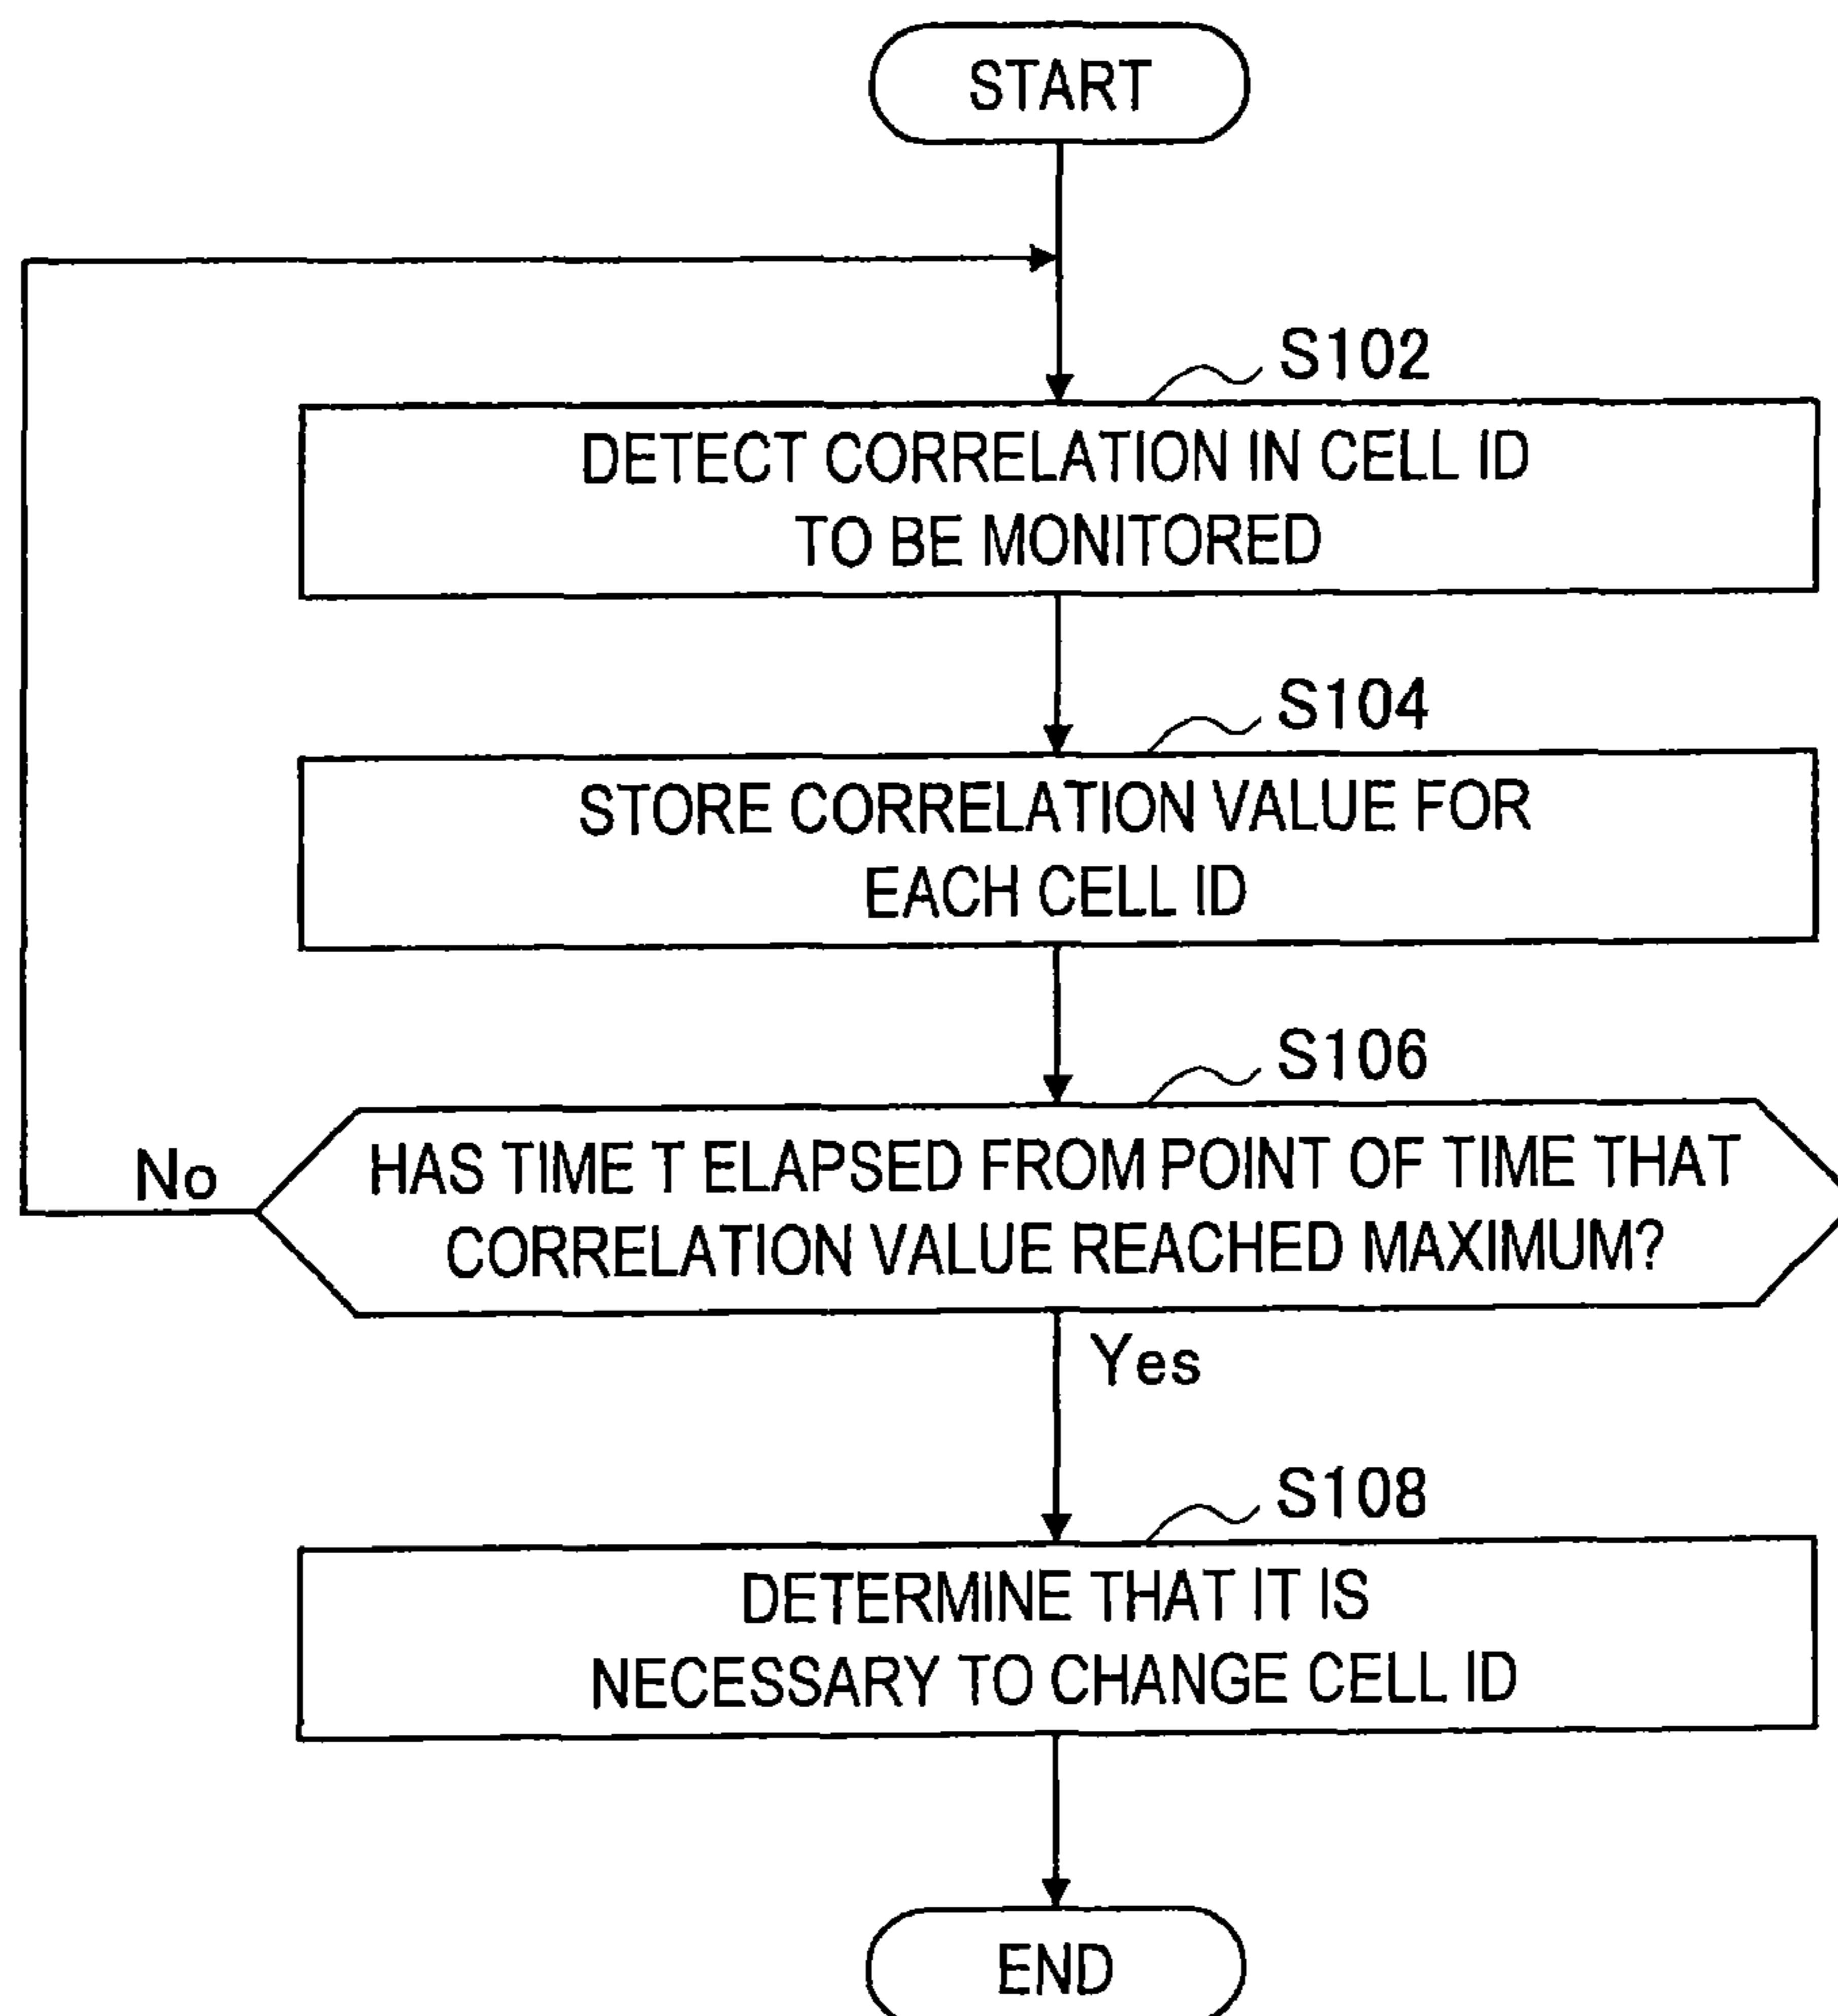 START
S102
DETECT CORRELATION IN CELL ID
TO BE MONITORED
S104
STORE CORRELATION VALUE FOR
EACH CELL ID
S106
HAS TIME T ELAPSED FROM POINT OF TIME THAT
CORRELATION VALUE REACHED MAXIMUM?
No
Yes
S108
DETERMINE THAT IT IS
NECESSARY TO CHANGE CELL ID
END